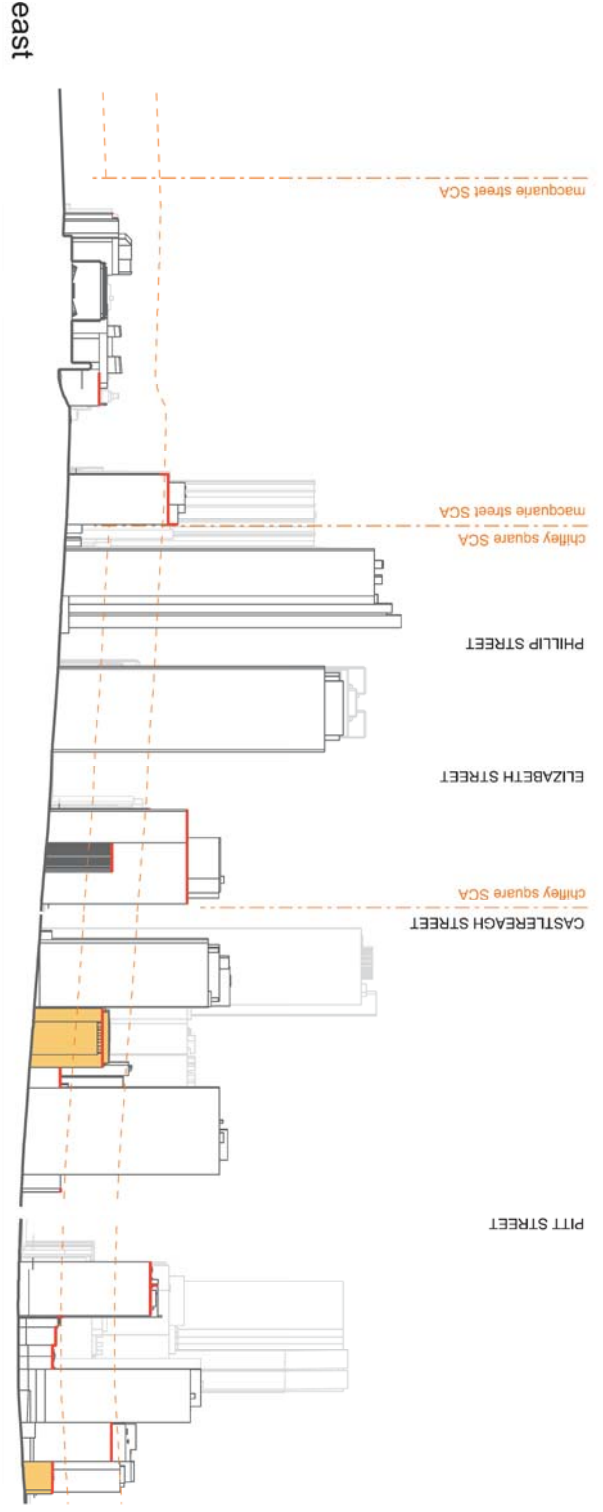 east
macquarie street SCA
macquarie street SCA
chifley square SCA
PHILLIP STREET
ELIZABETH STREET
chifley square SCA
CASTLEREAGH STREET
PITT STREET